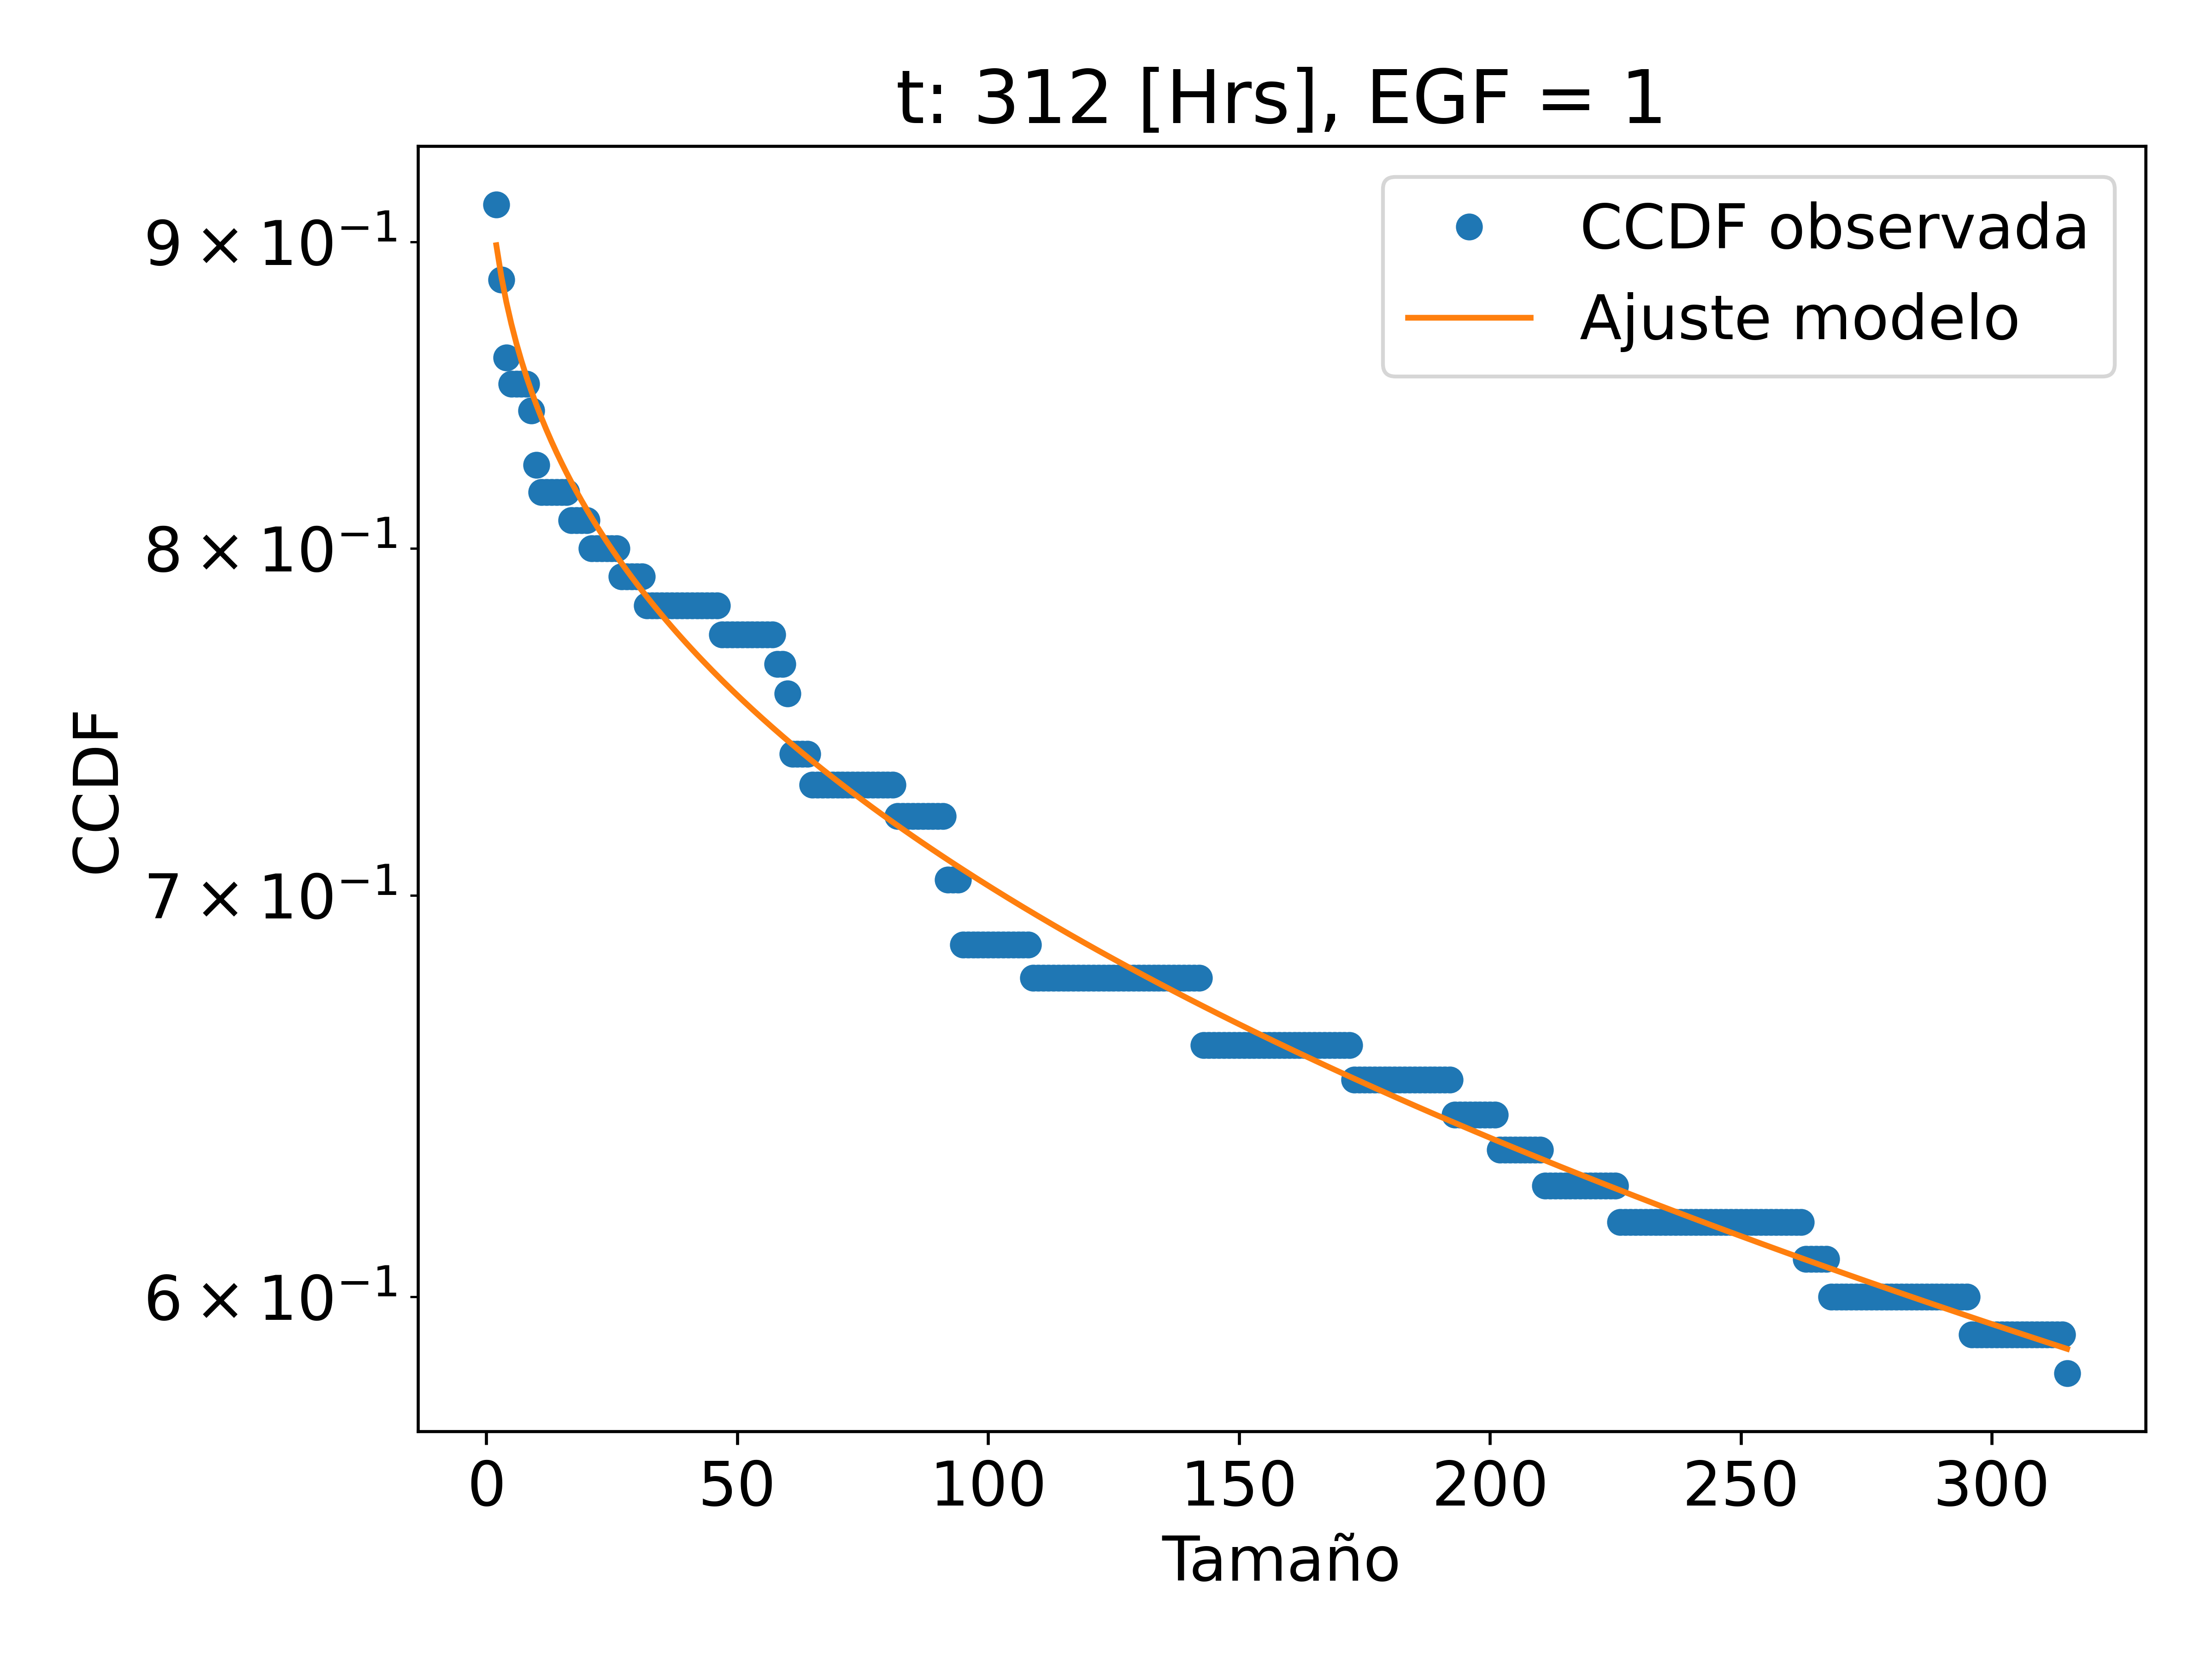 t: 312 [Hrs], EGF = 1
CCDF observada
Ajuste modelo
9 × 10⁻¹
8 × 10⁻¹
7 × 10⁻¹
6 × 10⁻¹
CCDF
0 50 100 150 200 250 300
Tamaño